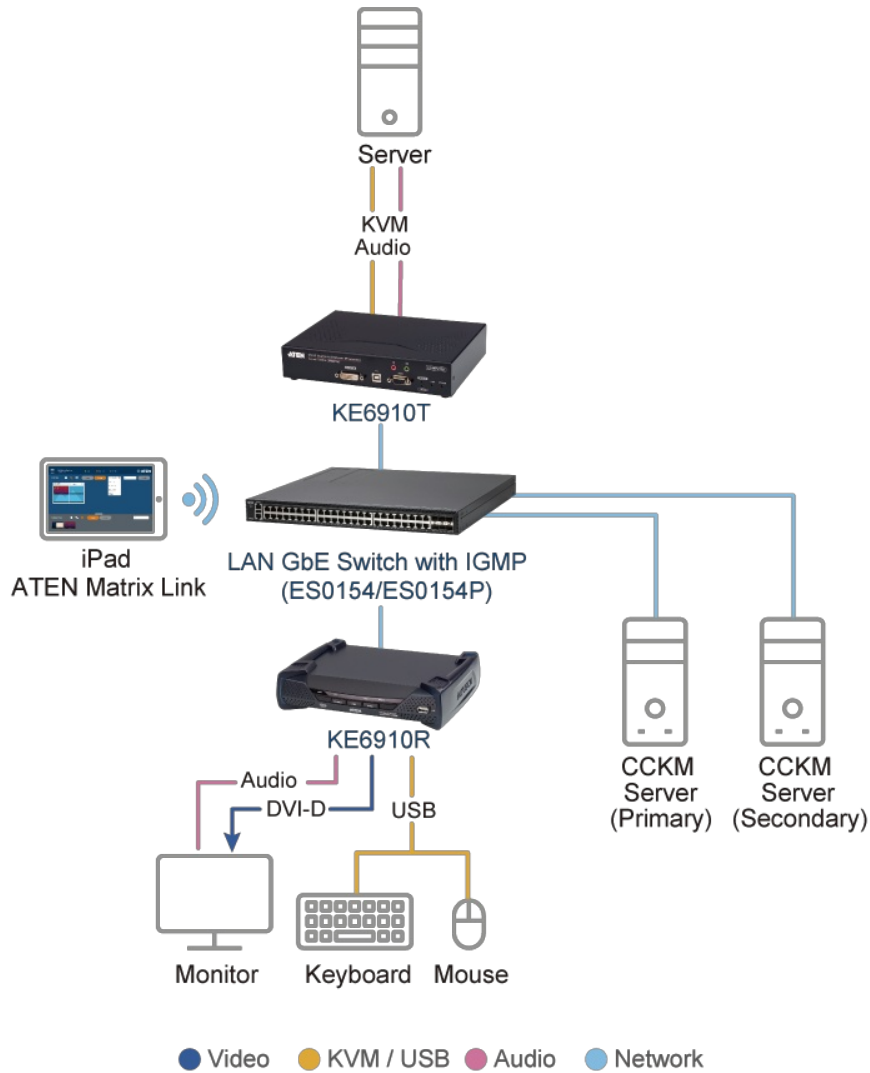 Server
KVM
Audio
ATEN
KE6910T
iPad
ATEN Matrix Link
LAN GbE Switch with IGMP
(ES0154/ES0154P)
KE6910R
CCKM
Server
(Primary)
CCKM
Server
(Secondary)
Audio
DVI-D
USB
Monitor
Keyboard
Mouse
Video
KVM / USB
Audio
Network